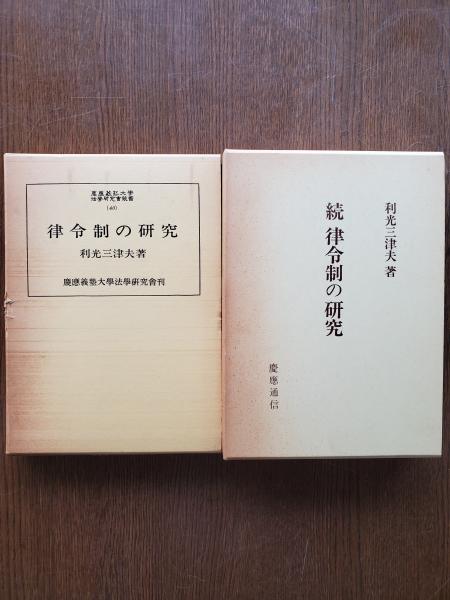 慶應義塾大学
法学研究会叢書
(40)
律令制の研究
利光三津夫著
慶應義塾大學法學研究會刊
利光三津夫 著
続 律令制の研究
慶應通信